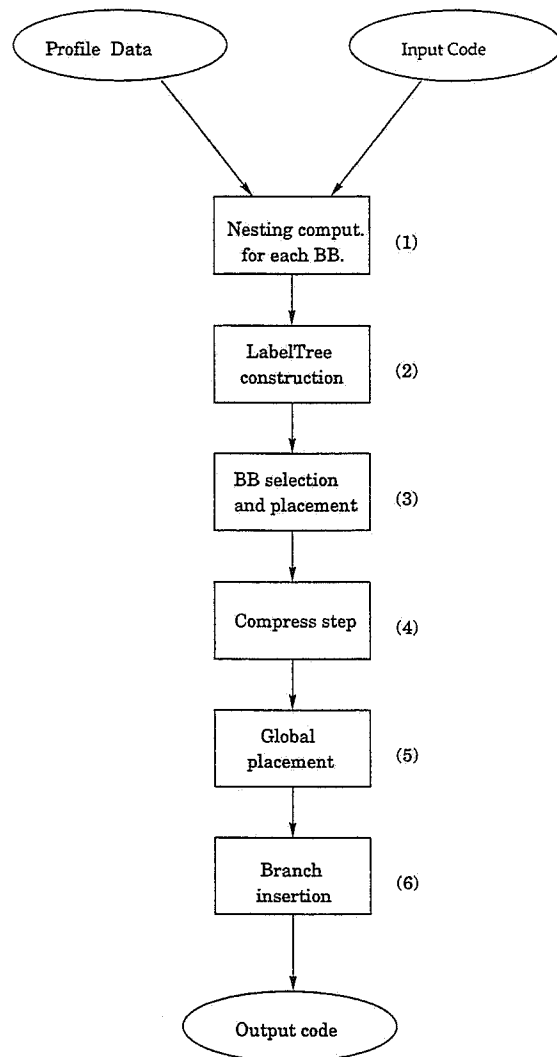 Profile Data
Input Code
Nesting comput.
for each BB.
(1)
LabelTree
construction
(2)
BB selection
and placement
(3)
Compress step
(4)
Global
placement
(5)
Branch
insertion
(6)
Output code